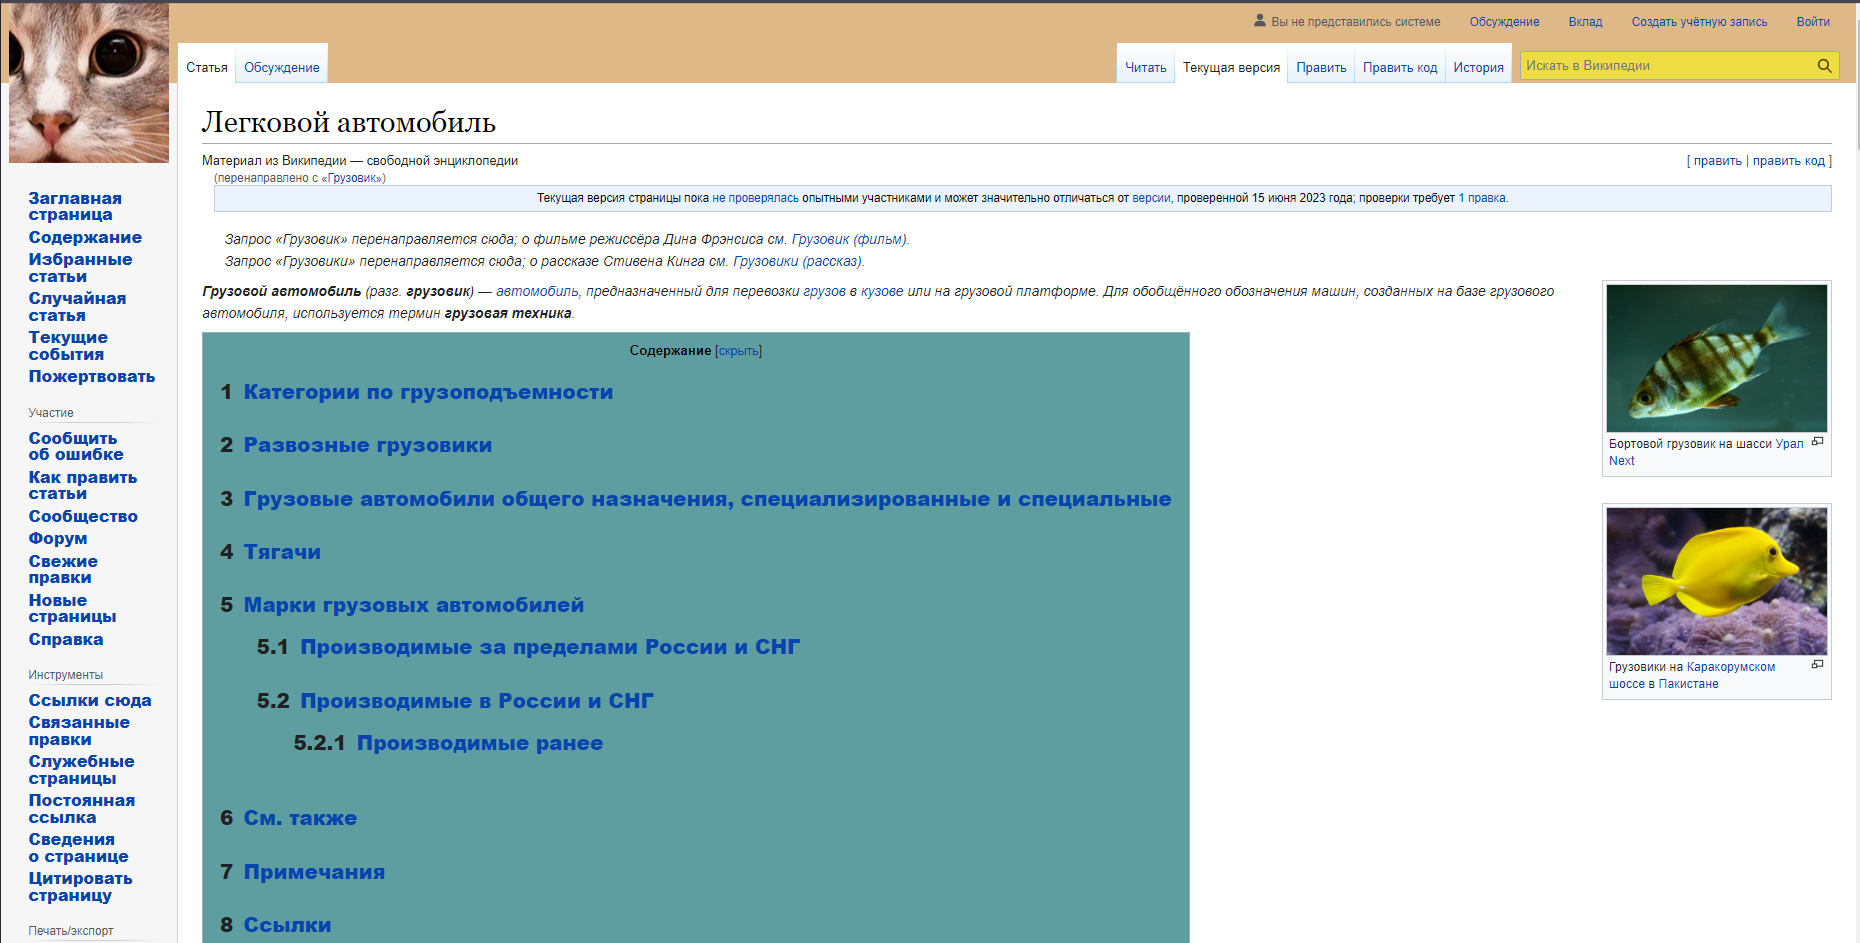 Вы не представились системе Обсуждение Вклад Создать учётную запись Войти
Статья Обсуждение Читать Текущая версия Править Править код История Искать в Википедии
Легковой автомобиль
Материал из Википедии — свободной энциклопедии [ править | править код ]
(перенаправлено с «Грузовик»)
Текущая версия страницы пока не проверялась опытными участниками и может значительно отличаться от версии, проверенной 15 июня 2023 года; проверки требует 1 правка.
Запрос «Грузовик» перенаправляется сюда; о фильме режиссёра Дина Фрэнсиса см. Грузовик (фильм).
Запрос «Грузовики» перенаправляется сюда; о рассказе Стивена Кинга см. Грузовики (рассказ).
Грузовой автомобиль (разг. грузовик) — автомобиль, предназначенный для перевозки грузов в кузове или на грузовой платформе. Для обобщённого обозначения машин, созданных на базе грузового
автомобиля, используется термин грузовая техника.
Содержание [скрыть]
1 Категории по грузоподъемности
2 Развозные грузовики
3 Грузовые автомобили общего назначения, специализированные и специальные
4 Тягачи
5 Марки грузовых автомобилей
5.1 Производимые за пределами России и СНГ
5.2 Производимые в России и СНГ
5.2.1 Производимые ранее
6 См. также
7 Примечания
8 Ссылки
Бортовой грузовик на шасси Урал
Next
Грузовики на Каракорумском
шоссе в Пакистане
Заглавная
страница
Содержание
Избранные
статьи
Случайная
статья
Текущие
события
Пожертвовать
Участие
Сообщить
об ошибке
Как править
статьи
Сообщество
Форум
Свежие
правки
Новые
страницы
Справка
Инструменты
Ссылки сюда
Связанные
правки
Служебные
страницы
Постоянная
ссылка
Сведения
о странице
Цитировать
страницу
Печать/экспорт